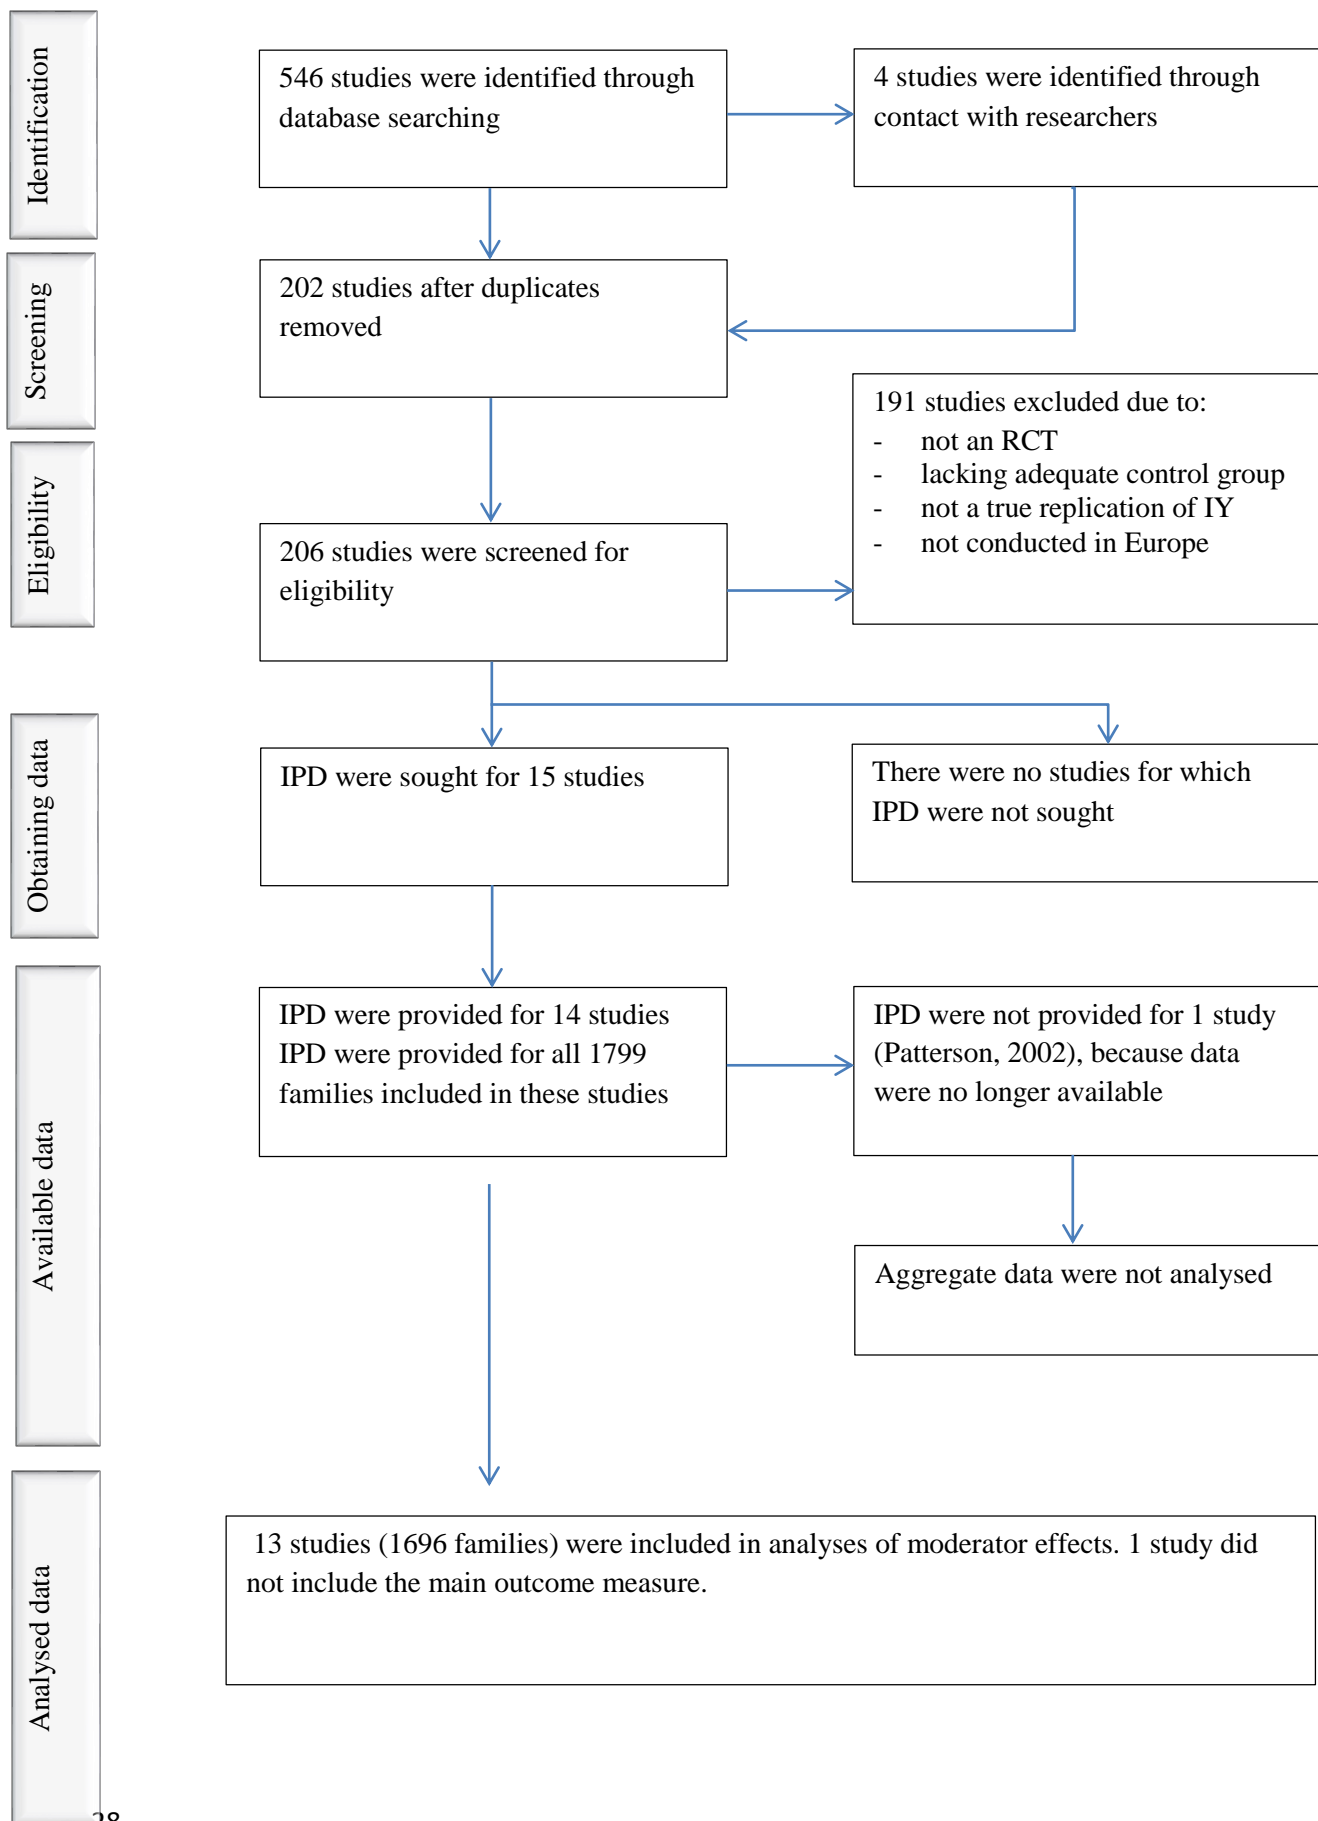 Identification
546 studies were identified through
database searching
4 studies were identified through
contact with researchers
Screening
202 studies after duplicates
removed
191 studies excluded due to:
- not an RCT
- lacking adequate control group
- not a true replication of IY
- not conducted in Europe
Eligibility
206 studies were screened for
eligibility
Obtaining data
IPD were sought for 15 studies
There were no studies for which
IPD were not sought
Available data
IPD were provided for 14 studies
IPD were provided for all 1799
families included in these studies
IPD were not provided for 1 study
(Patterson, 2002), because data
were no longer available
Aggregate data were not analysed
Analysed data
13 studies (1696 families) were included in analyses of moderator effects. 1 study did
not include the main outcome measure.